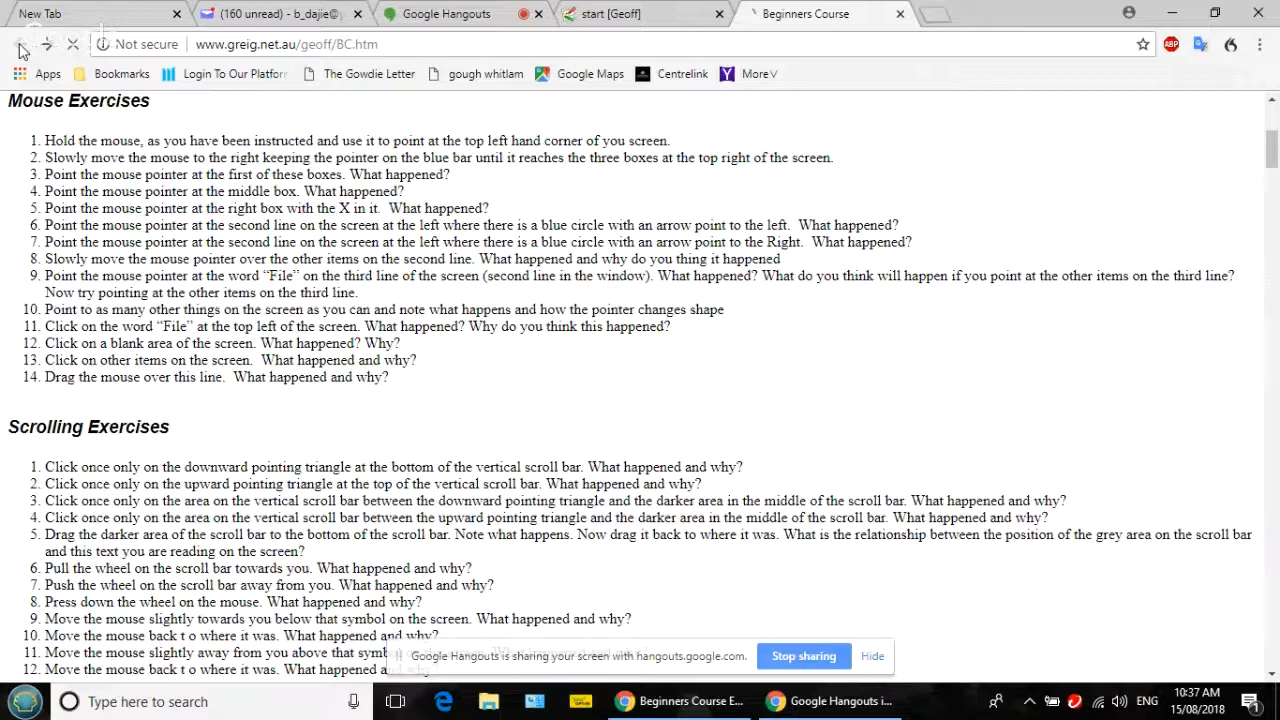 New Tab
(160 unread) - b_dajie@y
Google Hangouts
start [Geoff]
Beginners Course
Not secure
www.greig.net.au/geoff/BC.htm
ABP
Apps
Bookmarks
Login To Our Platfor
The Gowdie Letter
gough whitlam
Google Maps
Centrelink
More˅
Mouse Exercises
1. Hold the mouse, as you have been instructed and use it to point at the top left hand corner of you screen.
2. Slowly move the mouse to the right keeping the pointer on the blue bar until it reaches the three boxes at the top right of the screen.
3. Point the mouse pointer at the first of these boxes. What happened?
4. Point the mouse pointer at the middle box. What happened?
5. Point the mouse pointer at the right box with the X in it. What happened?
6. Point the mouse pointer at the second line on the screen at the left where there is a blue circle with an arrow point to the left. What happened?
7. Point the mouse pointer at the second line on the screen at the left where there is a blue circle with an arrow point to the Right. What happened?
8. Slowly move the mouse pointer over the other items on the second line. What happened and why do you thing it happened
9. Point the mouse pointer at the word “File” on the third line of the screen (second line in the window). What happened? What do you think will happen if you point at the other items on the third line?
Now try pointing at the other items on the third line.
10. Point to as many other things on the screen as you can and note what happens and how the pointer changes shape
11. Click on the word “File” at the top left of the screen. What happened? Why do you think this happened?
12. Click on a blank area of the screen. What happened? Why?
13. Click on other items on the screen. What happened and why?
14. Drag the mouse over this line. What happened and why?
Scrolling Exercises
1. Click once only on the downward pointing triangle at the bottom of the vertical scroll bar. What happened and why?
2. Click once only on the upward pointing triangle at the top of the vertical scroll bar. What happened and why?
3. Click once only on the area on the vertical scroll bar between the downward pointing triangle and the darker area in the middle of the scroll bar. What happened and why?
4. Click once only on the area on the vertical scroll bar between the upward pointing triangle and the darker area in the middle of the scroll bar. What happened and why?
5. Drag the darker area of the scroll bar to the bottom of the scroll bar. Note what happens. Now drag it back to where it was. What is the relationship between the position of the grey area on the scroll bar
and this text you are reading on the screen?
6. Pull the wheel on the scroll bar towards you. What happened and why?
7. Push the wheel on the scroll bar away from you. What happened and why?
8. Press down the wheel on the mouse. What happened and why?
9. Move the mouse slightly towards you below that symbol on the screen. What happened and why?
10. Move the mouse back t o where it was. What happened and why?
11. Move the mouse slightly away from you above that symb
12. Move the mouse back t o where it was. What happened a
Google Hangouts is sharing your screen with hangouts.google.com.
Stop sharing
Hide
Type here to search
Beginners Course E...
Google Hangouts i...
ENG
10:37 AM
15/08/2018
1